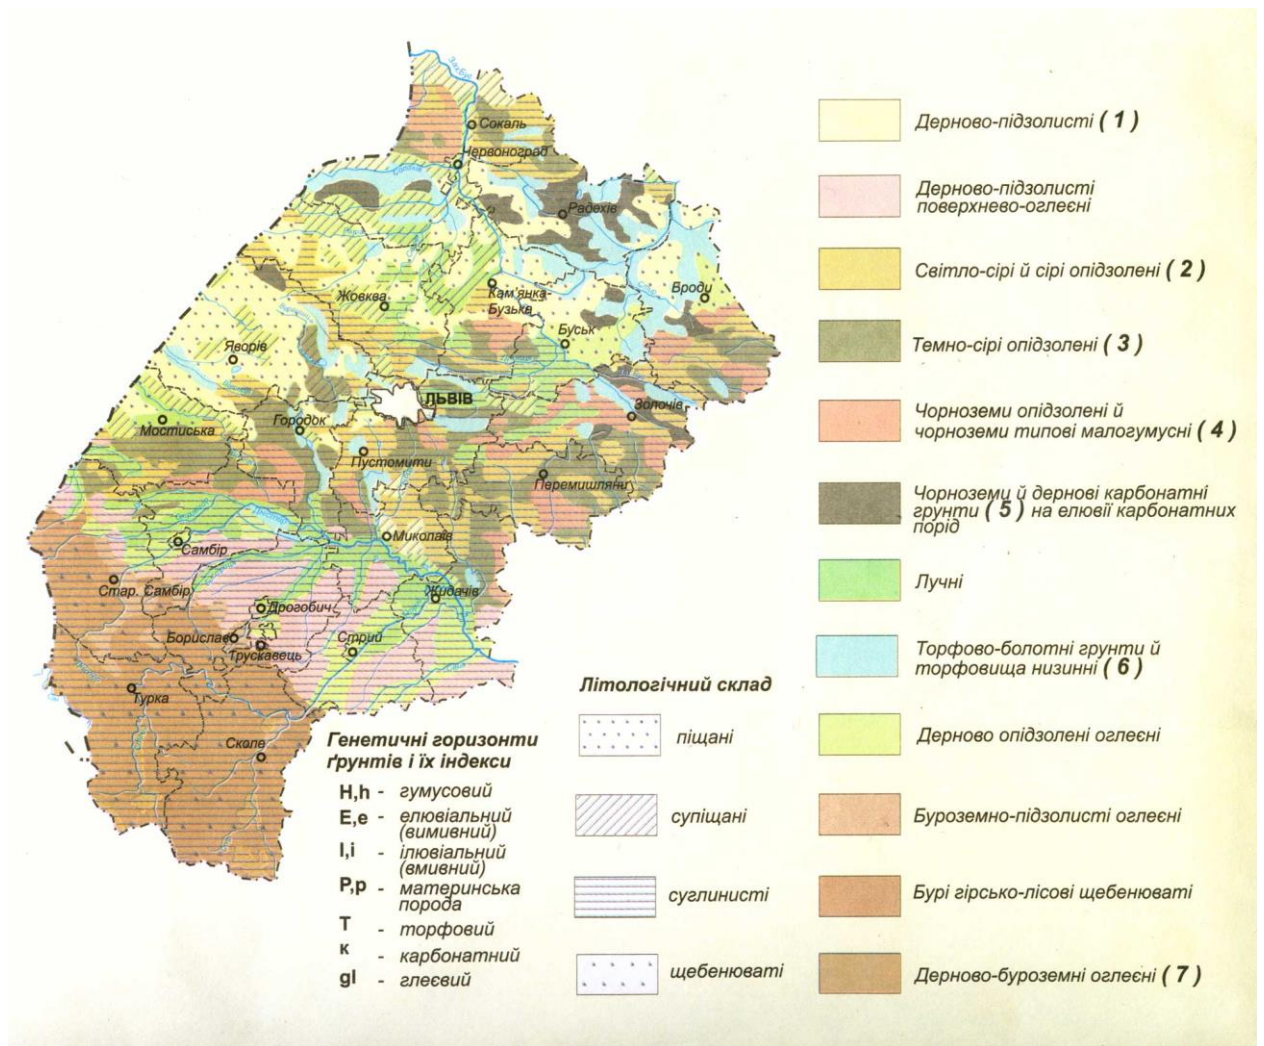 Зах.Буг
Сокаль
Червоноград
Радехів
Жовква
Кам'янка-
Бузька
Броди
Буськ
Яворів
ЛЬВІВ
Золочів
Мостиська
Городок
Пустомити
Перемишляни
Миколаїв
Самбір
Стар. Самбір
Дрогобич
Жидачів
Борислав
Трускавець
Стрий
Турка
Сколе
Генетичні горизонти
ґрунтів і їх індекси
H,h - гумусовий
E,e - елювіальний
(вимивний)
I,i - ілювіальний
(вмивний)
P,p - материнська
порода
T - торфовий
к - карбонатний
gl - глеєвий
Літологічний склад
піщані
супіщані
суглинисті
щебенюваті
Дерново-підзолисті ( 1 )
Дерново-підзолисті
поверхнево-оглеєні
Світло-сірі й сірі опідзолені ( 2 )
Темно-сірі опідзолені ( 3 )
Чорноземи опідзолені й
чорноземи типові малогумусні ( 4 )
Чорноземи й дернові карбонатні
грунти ( 5 ) на елювії карбонатних
порід
Лучні
Торфово-болотні грунти й
торфовища низинні ( 6 )
Дерново опідзолені оглеєні
Буроземно-підзолисті оглеєні
Бурі гірсько-лісові щебенюваті
Дерново-буроземні оглеєні ( 7 )